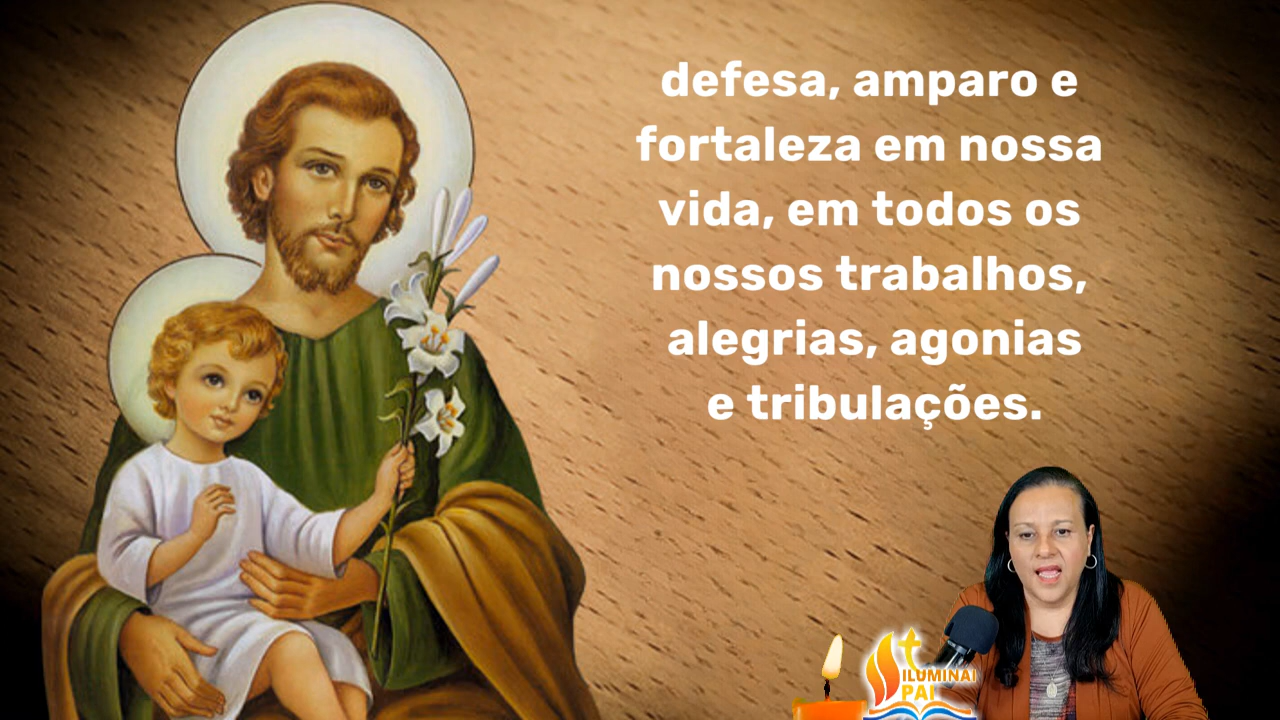 defesa, amparo e
fortaleza em nossa
vida, em todos os
nossos trabalhos,
alegrias, agonias
e tribulações.
ILUMINAI
PAI